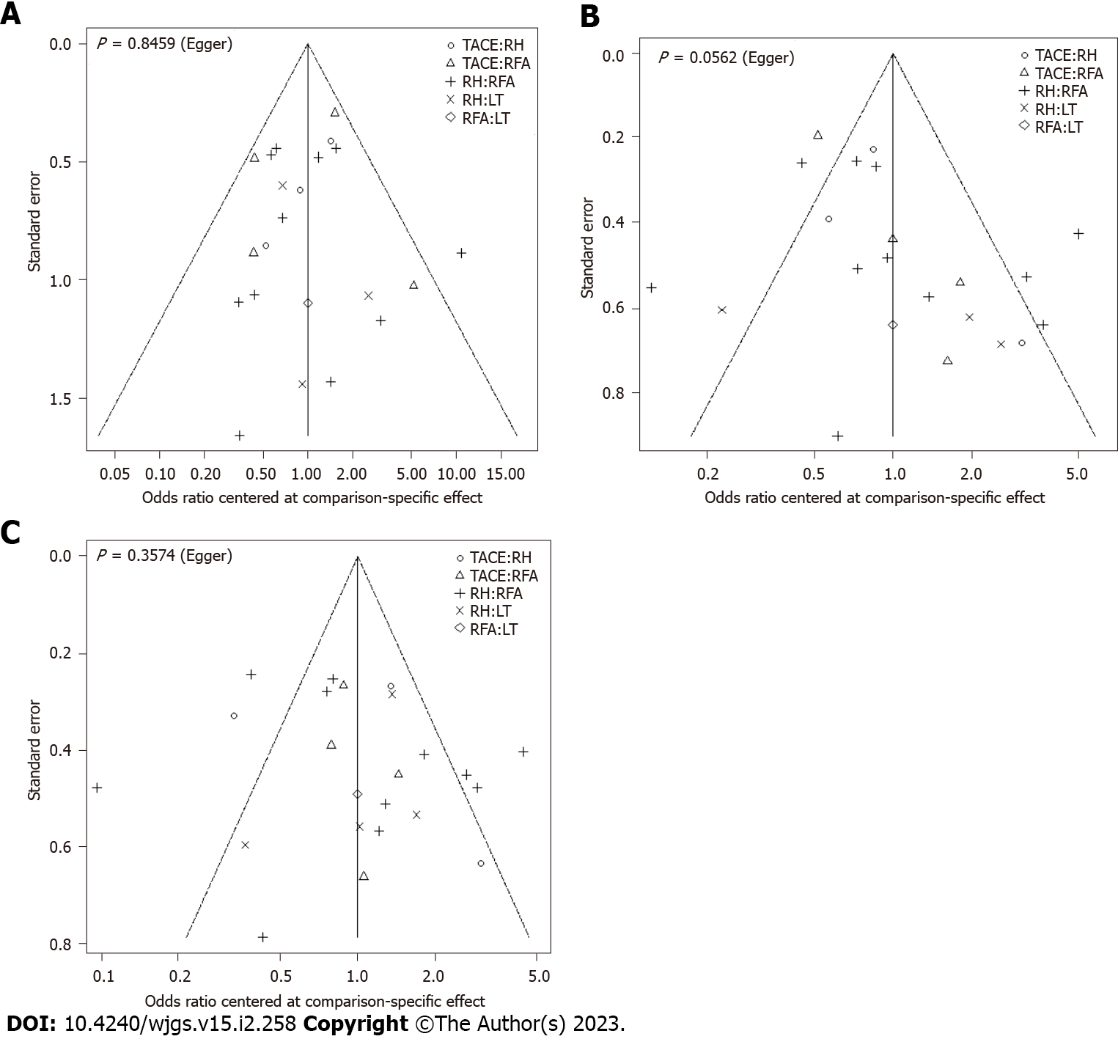 A
P = 0.8459 (Egger)
TACE:RH
TACE:RFA
RH:RFA
RH:LT
RFA:LT
0.0
0.5
1.0
1.5
Standard error
0.05 0.10 0.20 0.50 1.00 2.00 5.00 10.00 15.00
Odds ratio centered at comparison-specific effect
B
P = 0.0562 (Egger)
TACE:RH
TACE:RFA
RH:RFA
RH:LT
RFA:LT
0.0
0.2
0.4
0.6
0.8
Standard error
0.2 0.5 1.0 2.0 5.0
Odds ratio centered at comparison-specific effect
C
P = 0.3574 (Egger)
TACE:RH
TACE:RFA
RH:RFA
RH:LT
RFA:LT
0.0
0.2
0.4
0.6
0.8
Standard error
0.1 0.2 0.5 1.0 2.0 5.0
Odds ratio centered at comparison-specific effect
DOI: 10.4240/wjgs.v15.i2.258 Copyright ©The Author(s) 2023.